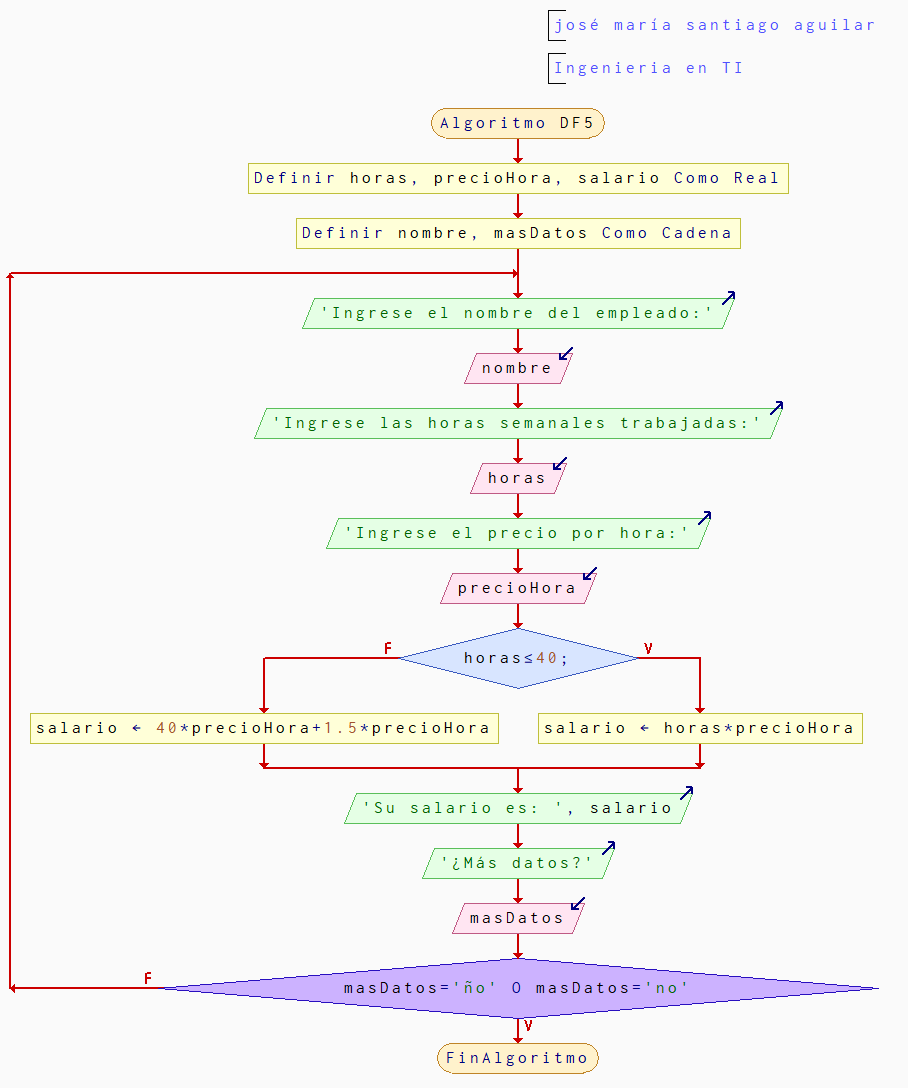 josé maría santiago aguilar
Ingenieria en TI
Algoritmo DF5
Definir horas, precioHora, salario Como Real
Definir nombre, masDatos Como Cadena
'Ingrese el nombre del empleado:'
nombre
'Ingrese las horas semanales trabajadas:'
horas
'Ingrese el precio por hora:'
precioHora
F
V
horas≤40;
salario ← 40*precioHora+1.5*precioHora
salario ← horas*precioHora
'Su salario es: ', salario
'¿Más datos?'
masDatos
F
masDatos='ño' O masDatos='no'
V
FinAlgoritmo